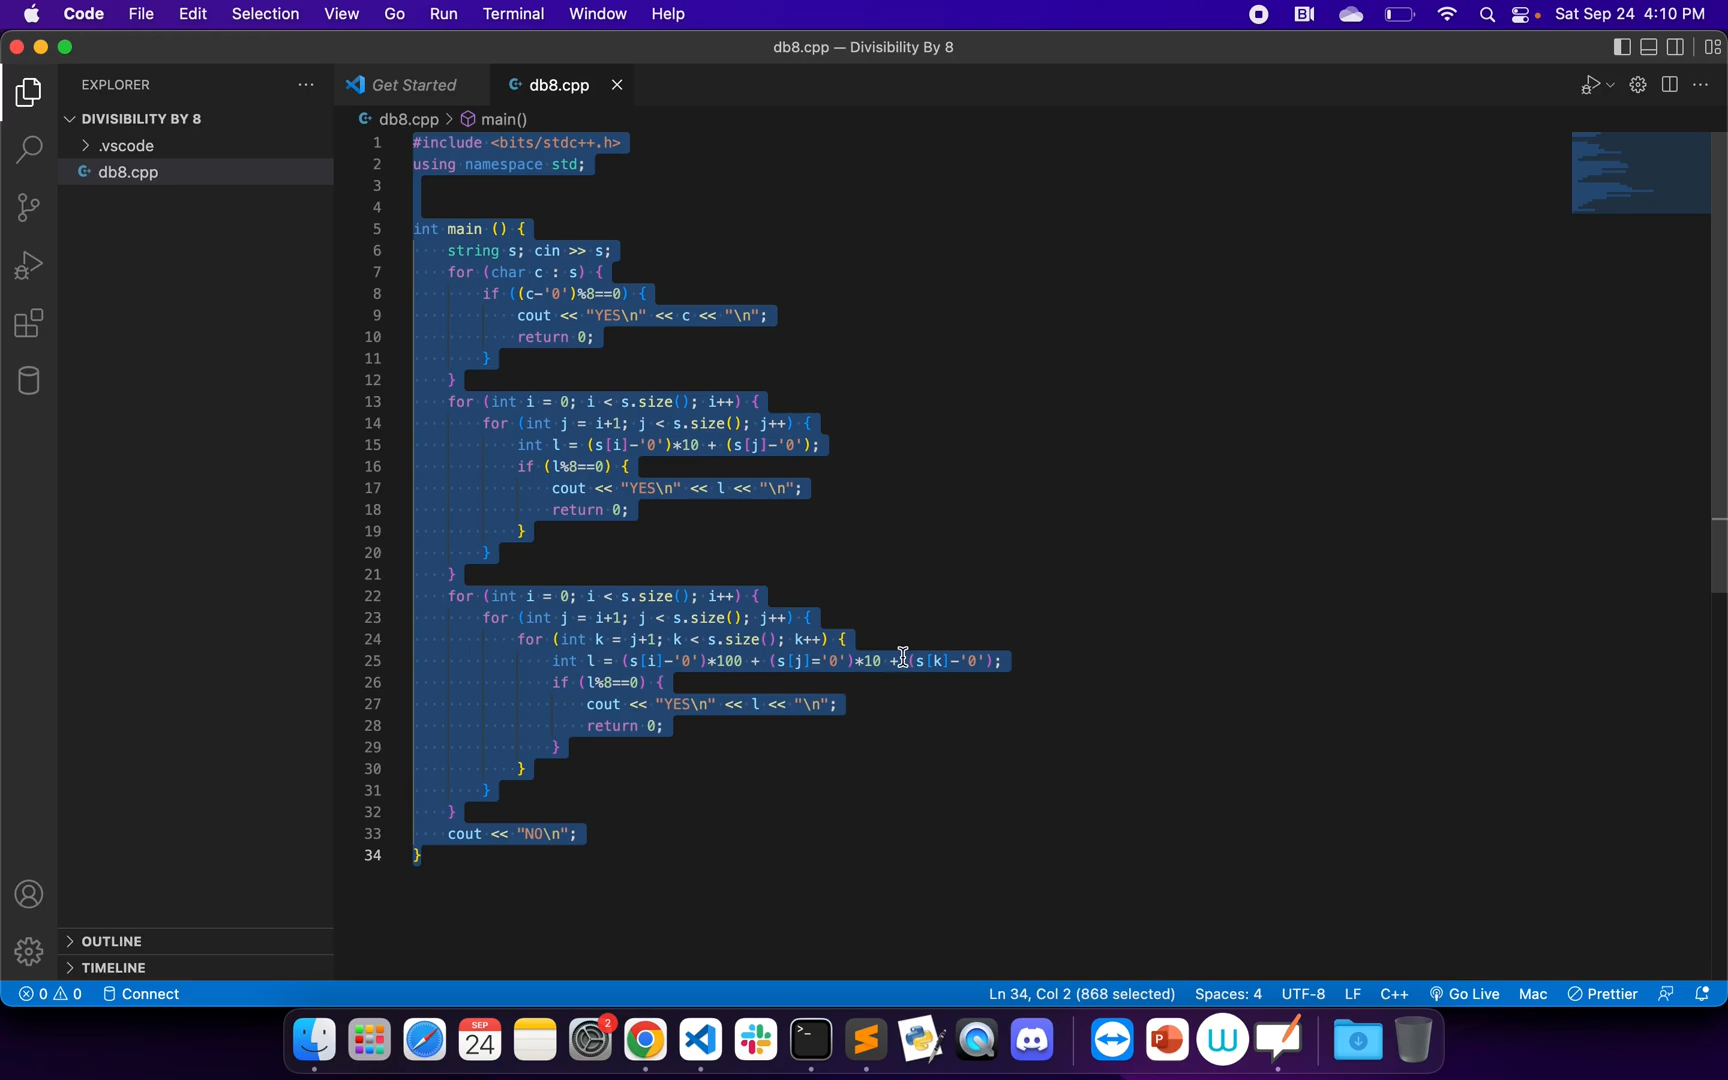 Code File Edit Selection View Go Run Terminal Window Help Sat Sep 24 4:10 PM
db8.cpp — Divisibility By 8
EXPLORER
Get Started
db8.cpp
DIVISIBILITY BY 8
db8.cpp > main()
.vscode
db8.cpp
1 #include <bits/stdc++.h>
2 using namespace std;
3
4
5 int main () {
6 string s; cin >> s;
7 for (char c : s) {
8 if ((c-'0')%8==0) {
9 cout << "YES\n" << c << "\n";
10 return 0;
11 }
12 }
13 for (int i = 0; i < s.size(); i++) {
14 for (int j = i+1; j < s.size(); j++) {
15 int l = (s[i]-'0')*10 + (s[j]-'0');
16 if (l%8==0) {
17 cout << "YES\n" << l << "\n";
18 return 0;
19 }
20 }
21 }
22 for (int i = 0; i < s.size(); i++) {
23 for (int j = i+1; j < s.size(); j++) {
24 for (int k = j+1; k < s.size(); k++) {
25 int l = (s[i]-'0')*100 + (s[j]='0')*10 + (s[k]-'0');
26 if (l%8==0) {
27 cout << "YES\n" << l << "\n";
28 return 0;
29 }
30 }
31 }
32 }
33 cout << "NO\n";
34 }
OUTLINE
TIMELINE
0 0 Connect Ln 34, Col 2 (868 selected) Spaces: 4 UTF-8 LF C++ Go Live Mac Prettier
SEP
24
2